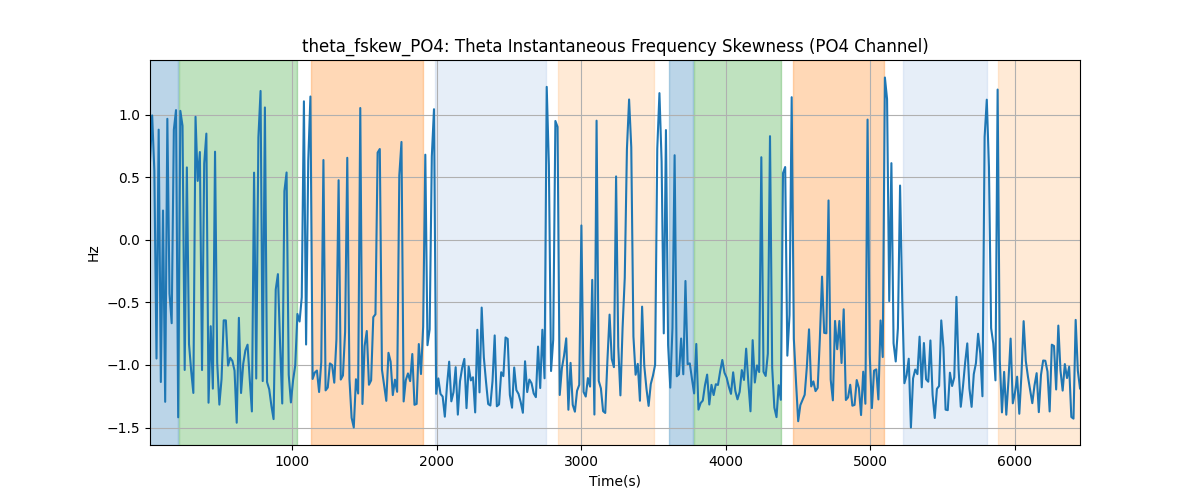 theta_fskew_PO4: Theta Instantaneous Frequency Skewness (PO4 Channel)
1.0
0.5
0.0
−0.5
−1.0
−1.5
Hz
1000 2000 3000 4000 5000 6000
Time(s)